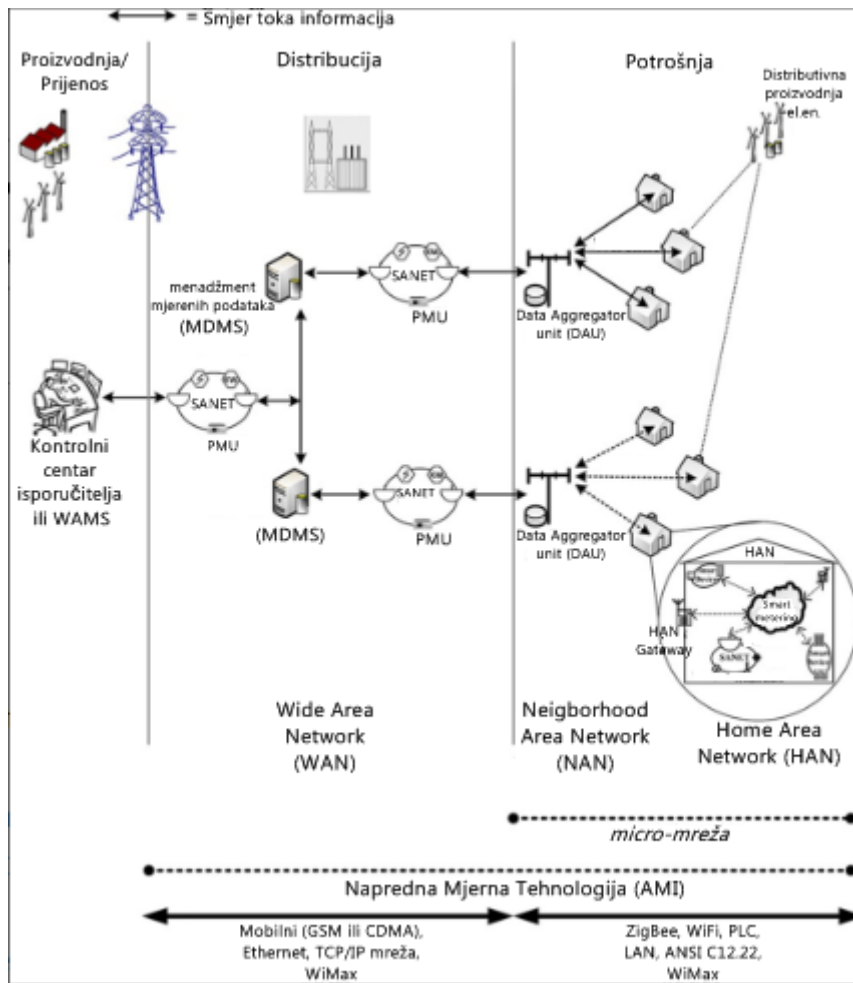 = Smjer toka informacija
Proizvodnja/
Prijenos
Distribucija
Potrošnja
Distributivna
proizvodnja
el.en.
menadžment
mjerenih podataka
(MDMS)
SANET
PMU
Data Aggregator
unit (DAU)
SANET
PMU
Kontrolni
centar
isporučitelja
ili WAMS
(MDMS)
SANET
PMU
Data Aggregator
unit (DAU)
HAN
Smart
metering
HAN
Gateway
SANET
Smart
Device
Wide Area
Network
(WAN)
Neigborhood
Area Network
(NAN)
Home Area
Network (HAN)
micro-mreža
Napredna Mjerna Tehnologija (AMI)
Mobilni (GSM ili CDMA),
Ethernet, TCP/IP mreža,
WiMax
ZigBee, WiFi, PLC,
LAN, ANSI C12.22,
WiMax